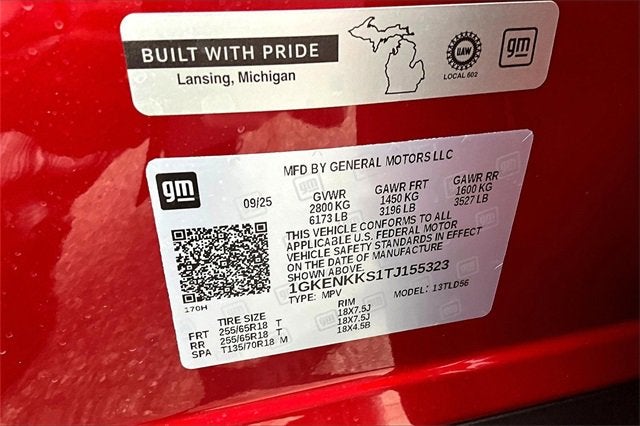 BUILT WITH PRIDE
Lansing, Michigan
UAW
LOCAL 602
gm
gm
MFD BY GENERAL MOTORS LLC
09/25
GVWR GAWR FRT GAWR RR
2800 KG 1450 KG 1600 KG
6173 LB 3196 LB 3527 LB
THIS VEHICLE CONFORMS TO ALL
APPLICABLE U.S. FEDERAL MOTOR
VEHICLE SAFETY STANDARDS IN EFFECT
ON THE DATE OF MANUFACTURE
SHOWN ABOVE.
1GKENKKS1TJ155323
TYPE: MPV MODEL: 13TLD56
170H
TIRE SIZE RIM
FRT 255/65R18 T 18X7.5J
RR 255/65R18 T 18X7.5J
SPA T135/70R18 M 18X4.5B